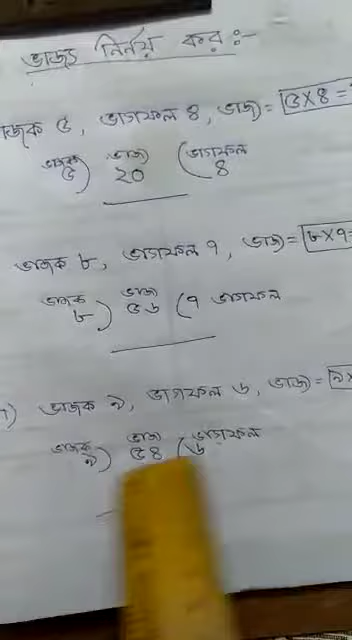 ভাজ্য নির্ণয় কর :-
ভাজক ৫, ভাগফল ৪, ভাজ্য = ৫×৪ =
ভাজক ভাজ্য ভাগফল
৫) ২০ (৪
ভাজক ৮, ভাগফল ৭, ভাজ্য = ৮×৭=
ভাজক ভাজ্য
৮) ৫৬ (৭ ভাগফল
) ভাজক ৯, ভাগফল ৬, ভাজ্য = ৯×
ভাজক ভাজ্য ভাগফল
৯) ৫৪ (৬